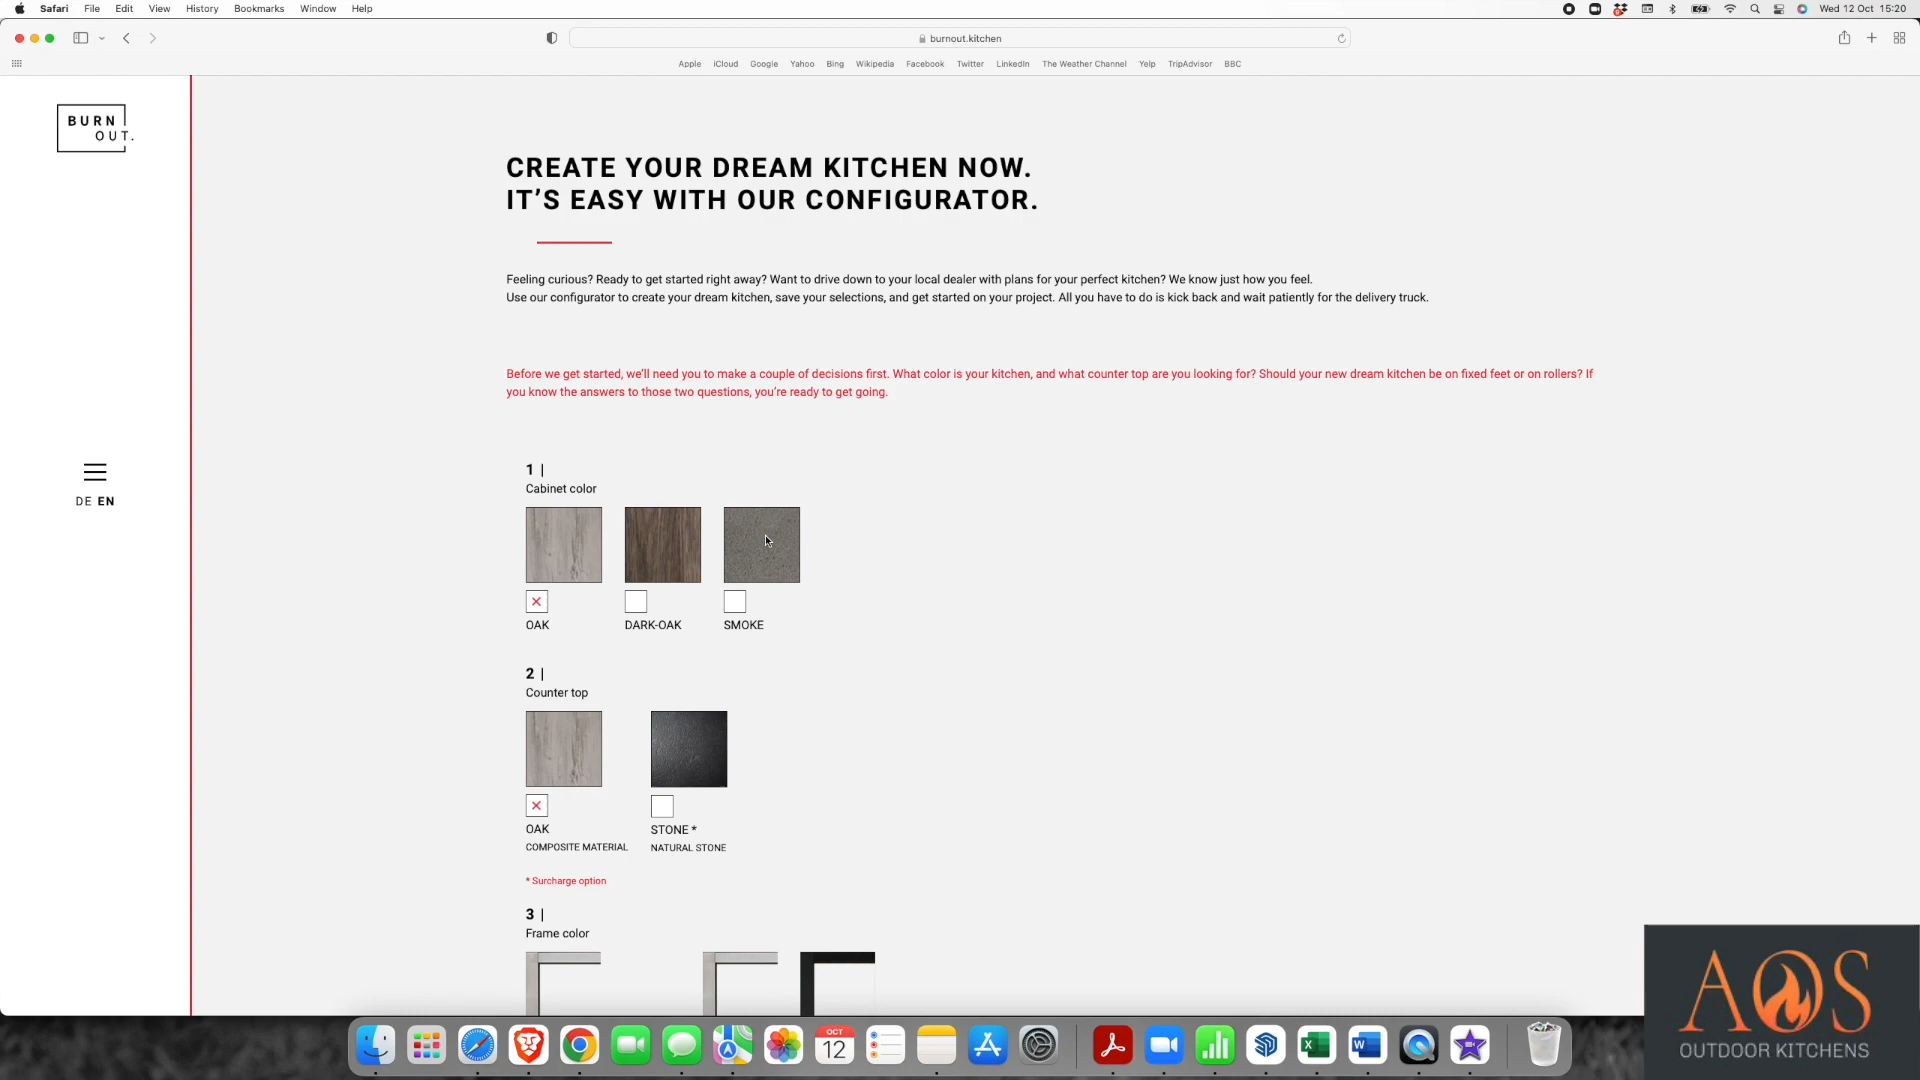 Safari File Edit View History Bookmarks Window Help
Wed 12 Oct 15:20
burnout.kitchen
Apple iCloud Google Yahoo Bing Wikipedia Facebook Twitter LinkedIn The Weather Channel Yelp TripAdvisor BBC
BURN
OUT.
CREATE YOUR DREAM KITCHEN NOW.
IT'S EASY WITH OUR CONFIGURATOR.
Feeling curious? Ready to get started right away? Want to drive down to your local dealer with plans for your perfect kitchen? We know just how you feel.
Use our configurator to create your dream kitchen, save your selections, and get started on your project. All you have to do is kick back and wait patiently for the delivery truck.
Before we get started, we'll need you to make a couple of decisions first. What color is your kitchen, and what counter top are you looking for? Should your new dream kitchen be on fixed feet or on rollers? If
you know the answers to those two questions, you're ready to get going.
1 |
Cabinet color
DE EN
OAK DARK-OAK SMOKE
2 |
Counter top
OAK STONE *
COMPOSITE MATERIAL NATURAL STONE
* Surcharge option
3 |
Frame color
OCT
12
AOS
OUTDOOR KITCHENS